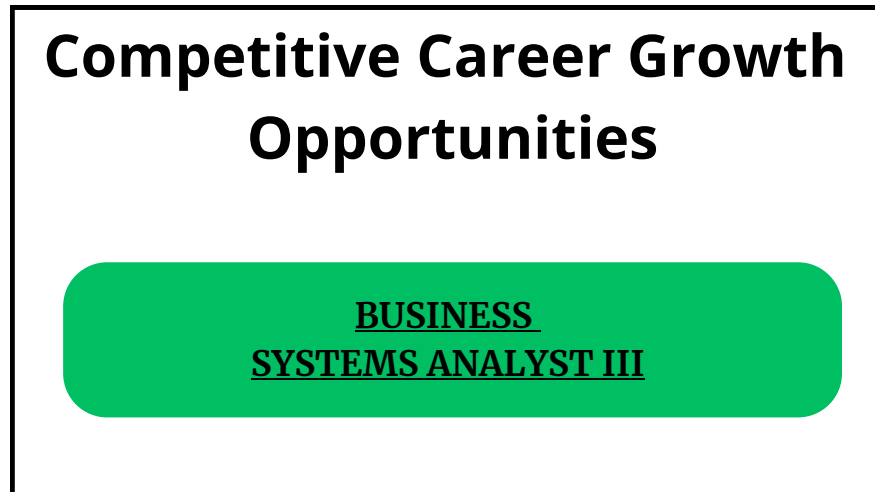 Competitive Career Growth
Opportunities
BUSINESS
SYSTEMS ANALYST III